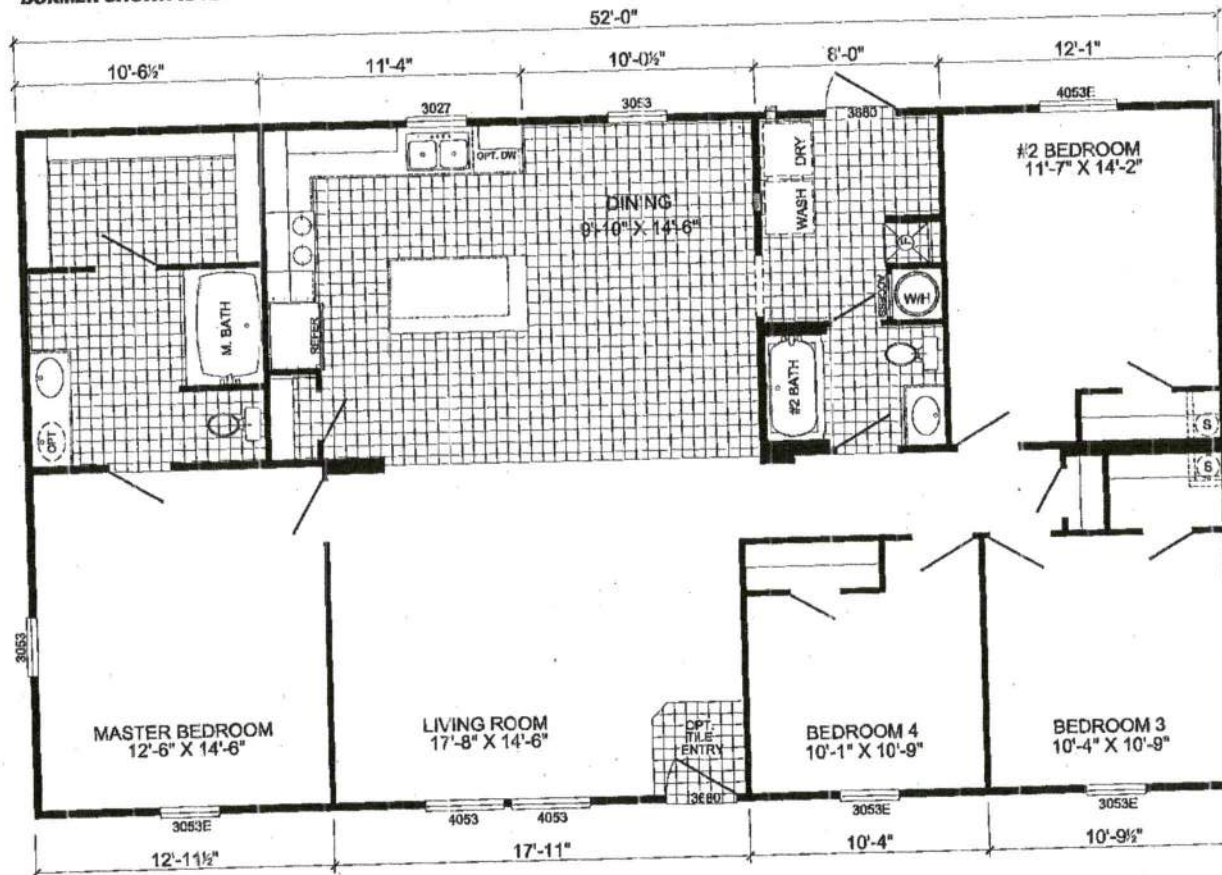 52'-0"
10'-6½"
11'-4"
10'-0½"
8'-0"
12'-1"
3027
3053
3680
4053E
OPT. DW
DRY
WASH
#2 BEDROOM
11'-7" X 14'-2"
DINING
9'-10" X 14'-6"
M. BATH
REFER
ACCESS
W/H
#2 BATH
OPT
S
S
3053
MASTER BEDROOM
12'-6" X 14'-6"
LIVING ROOM
17'-8" X 14'-6"
OPT.
TILE
ENTRY
BEDROOM 4
10'-1" X 10'-9"
BEDROOM 3
10'-4" X 10'-9"
3053E
4053
4053
3680
3053E
3053E
12'-11½"
17'-11"
10'-4"
10'-9½"